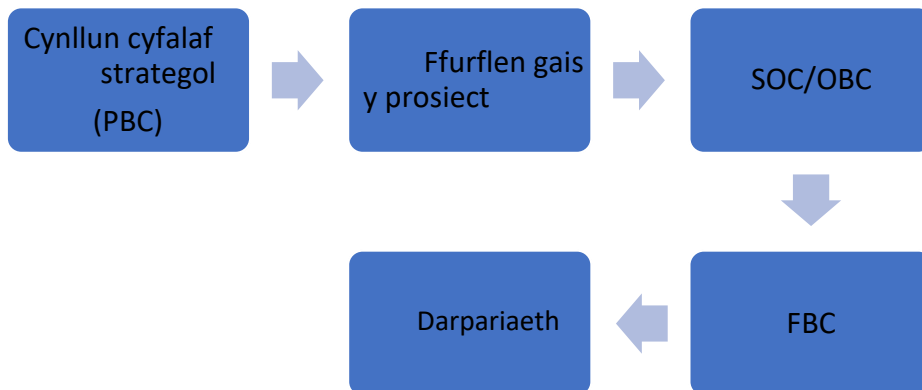 Cynllun cyfalaf
strategol
(PBC)
Ffurflen gais
y prosiect
SOC/OBC
FBC
Darpariaeth